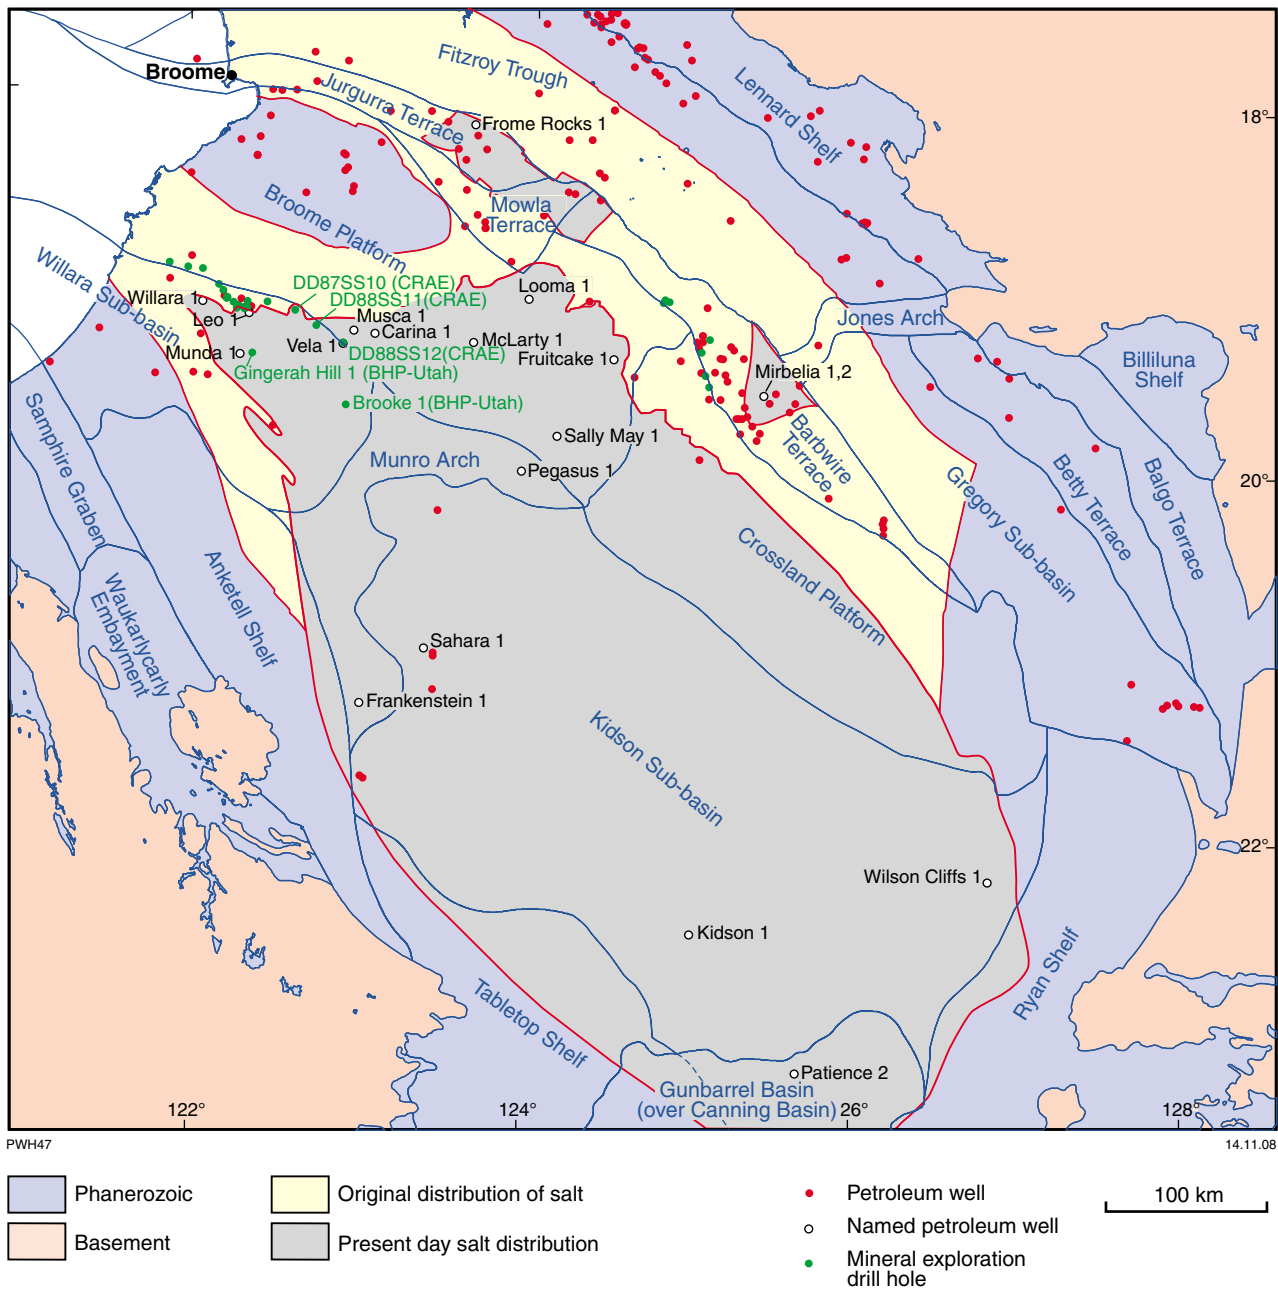 Fitzroy Trough
Broome
Jurgurra Terrace
Lennard Shelf
18°
Frome Rocks 1
Mowla
Terrace
Broome Platform
Willara Sub-basin
DD87SS10 (CRAE)
DD88SS11(CRAE)
Looma 1
Willara 1
Leo 1
Musca 1
Carina 1
Jones Arch
Munda 1
Vela 1
McLarty 1
DD88SS12(CRAE)
Fruitcake 1
Gingerah Hill 1 (BHP-Utah)
Mirbelia 1,2
Billiluna
Shelf
Brooke 1(BHP-Utah)
Samphire Graben
Sally May 1
Barbwire
Terrace
Munro Arch
Pegasus 1
20°
Gregory Sub-basin
Betty Terrace
Balgo Terrace
Crossland Platform
Anketell Shelf
Waukarlycarly
Embayment
Sahara 1
Frankenstein 1
Kidson Sub-basin
22°
Wilson Cliffs 1
Kidson 1
Ryan Shelf
Tabletop Shelf
Patience 2
Gunbarrel Basin
(over Canning Basin)
122°
124°
26°
128°
PWH47
14.11.08
Phanerozoic
Original distribution of salt
Petroleum well
100 km
Basement
Present day salt distribution
Named petroleum well
Mineral exploration
drill hole